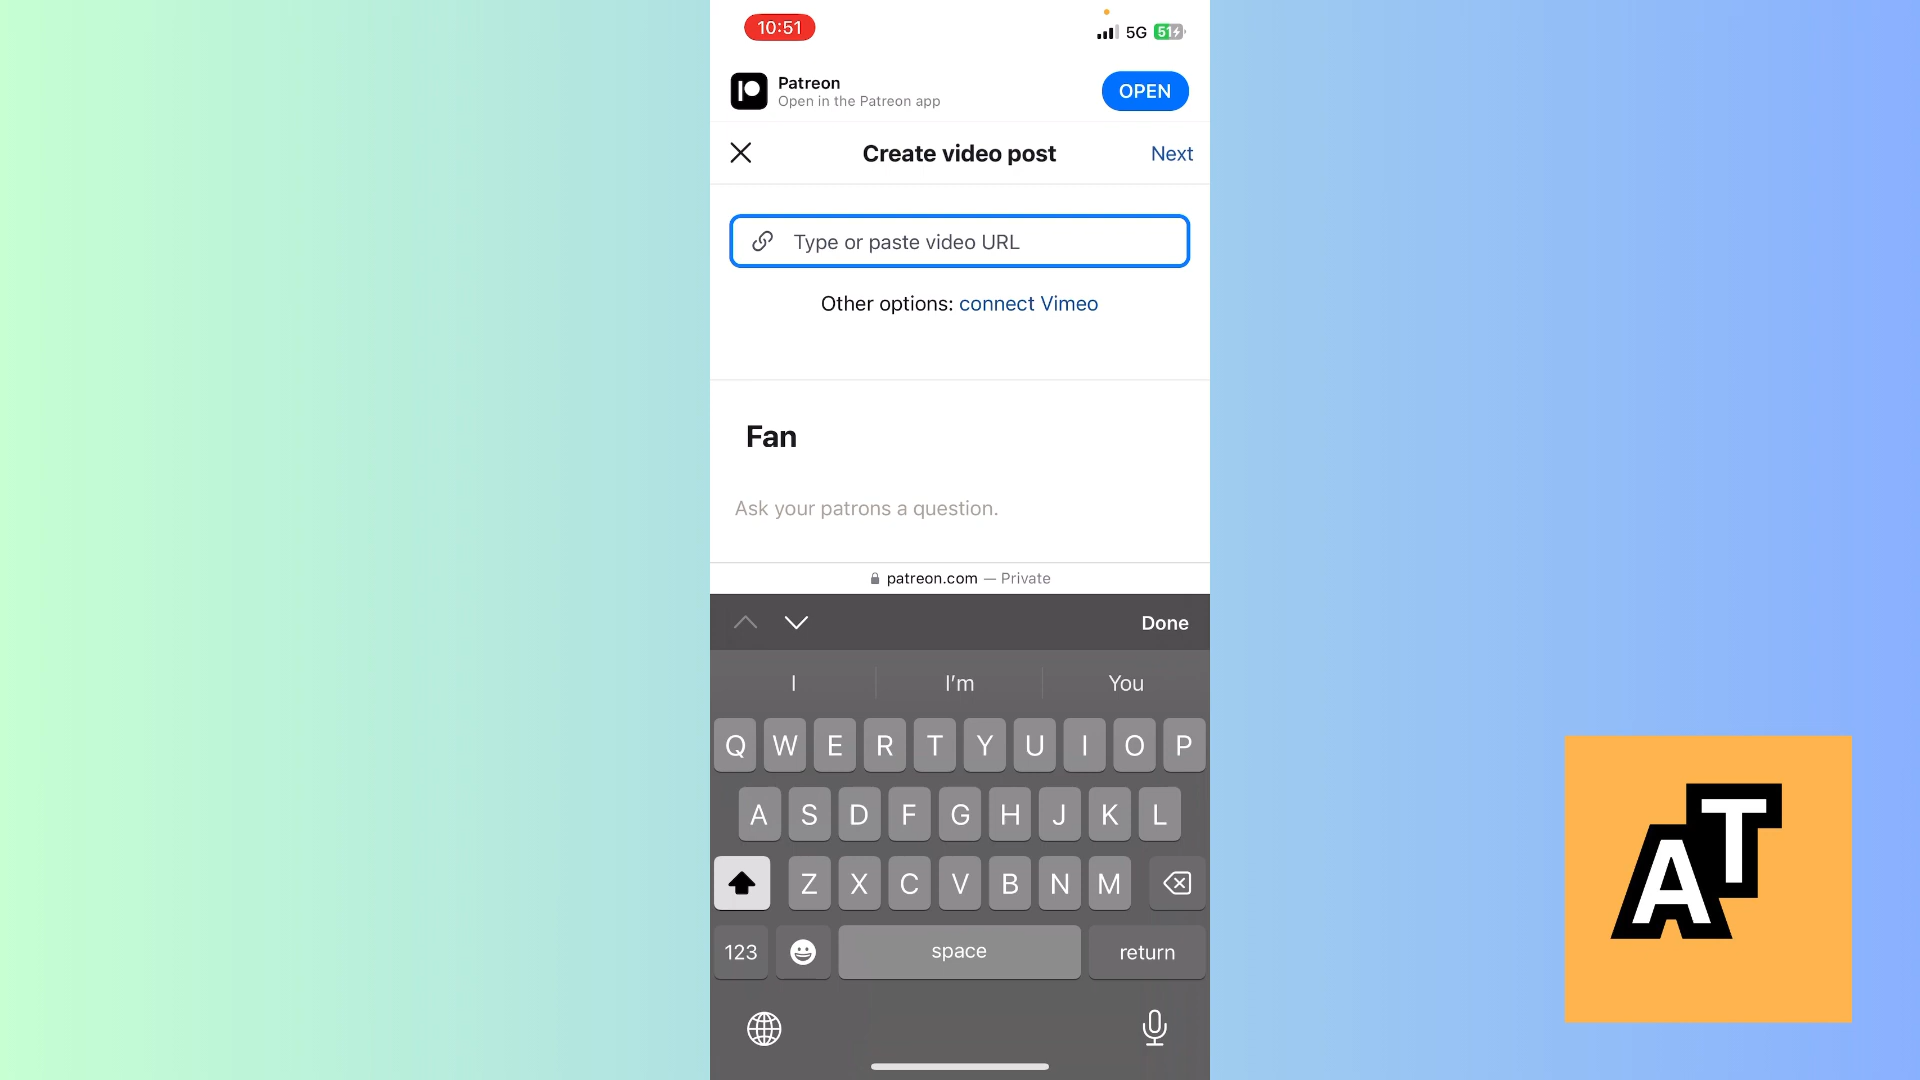 10:51
5G 51
Patreon
Open in the Patreon app
OPEN
Create video post
Next
Type or paste video URL
Other options: connect Vimeo
Fan
Ask your patrons a question.
patreon.com — Private
Done
I I'm You
Q W E R T Y U I O P
A S D F G H J K L
Z X C V B N M
123 space return
AT